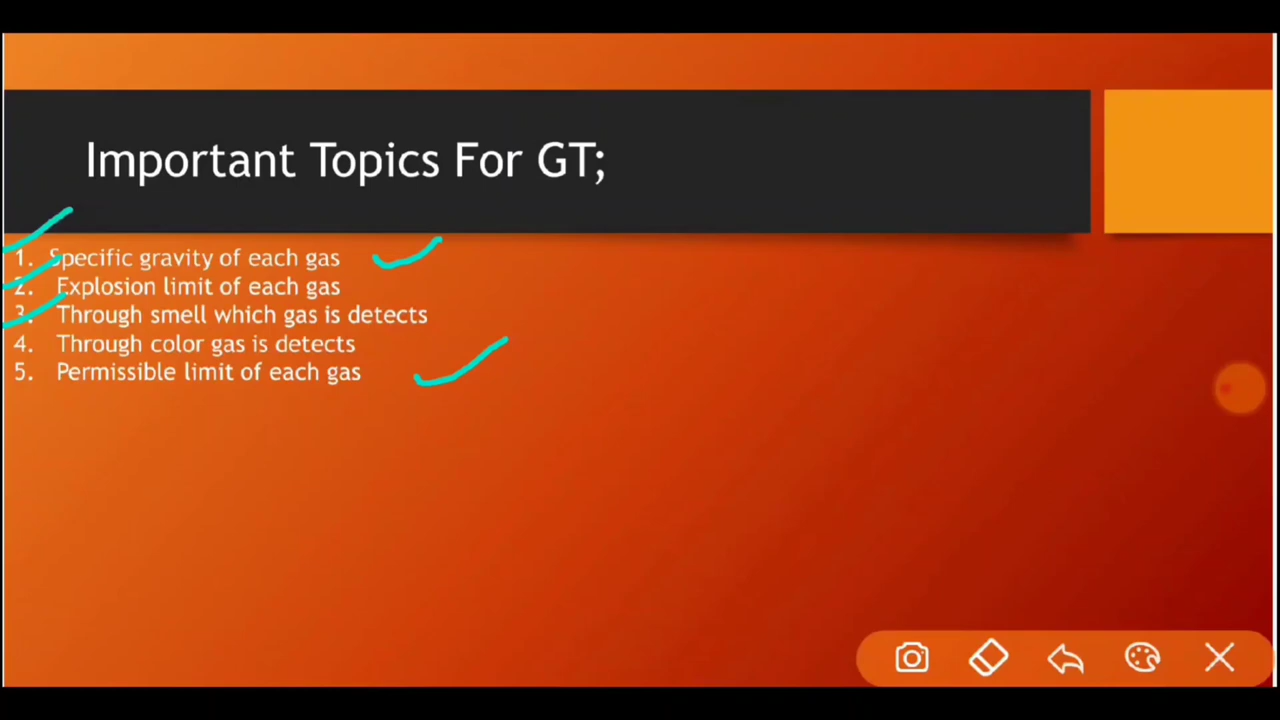 Important Topics For GT;
1. Specific gravity of each gas
2. Explosion limit of each gas
3. Through smell which gas is detects
4. Through color gas is detects
5. Permissible limit of each gas